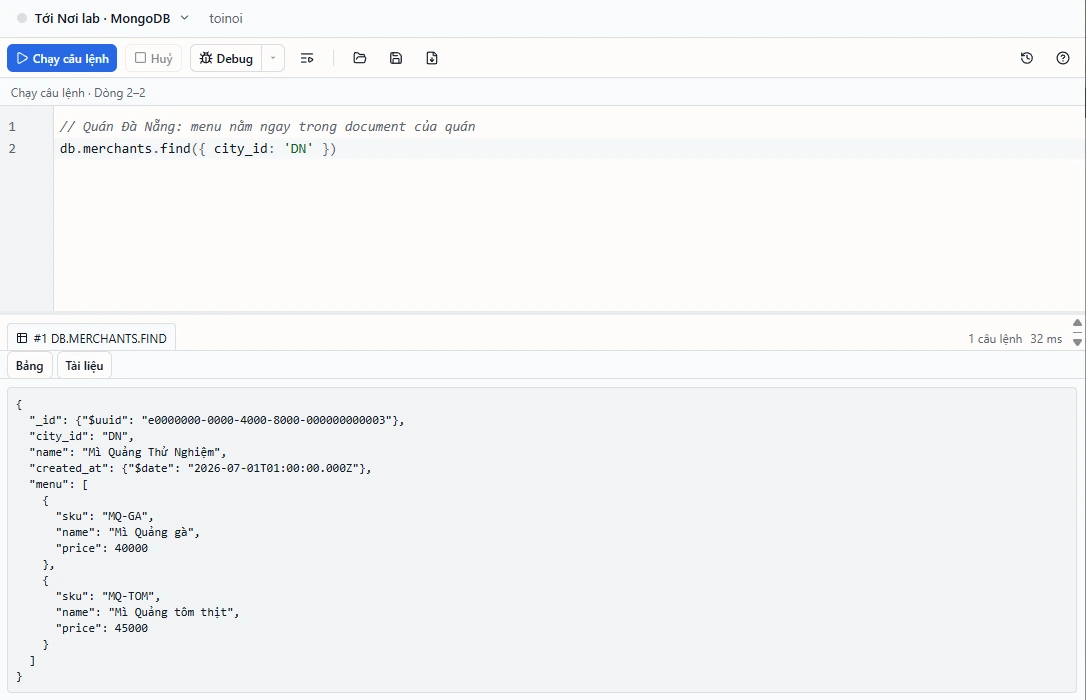 Tới Nơi lab · MongoDB toinoi
Chạy câu lệnh Huỷ Debug
Chạy câu lệnh · Dòng 2–2
1 // Quán Đà Nẵng: menu nằm ngay trong document của quán
2 db.merchants.find({ city_id: 'DN' })
#1 DB.MERCHANTS.FIND 1 câu lệnh 32 ms
Bảng Tài liệu
{
  "_id": {"$uuid": "e0000000-0000-4000-8000-000000000003"},
  "city_id": "DN",
  "name": "Mì Quảng Thử Nghiệm",
  "created_at": {"$date": "2026-07-01T01:00:00.000Z"},
  "menu": [
    {
      "sku": "MQ-GA",
      "name": "Mì Quảng gà",
      "price": 40000
    },
    {
      "sku": "MQ-TOM",
      "name": "Mì Quảng tôm thịt",
      "price": 45000
    }
  ]
}